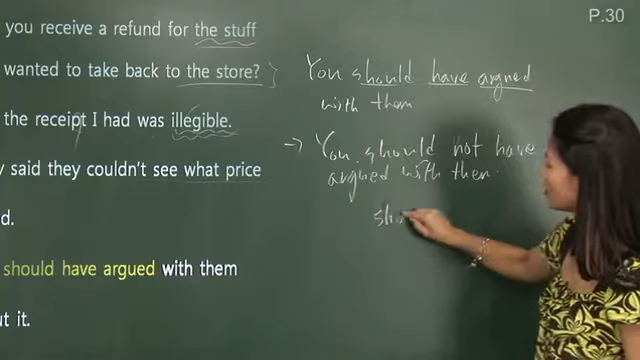 P.30
you receive a refund for the stuff
wanted to take back to the store?
the receipt I had was illegible.
y said they couldn't see what price
d.
should have argued with them
ut it.
You should have argued
with them
→ You should not have
argued with them.
sho